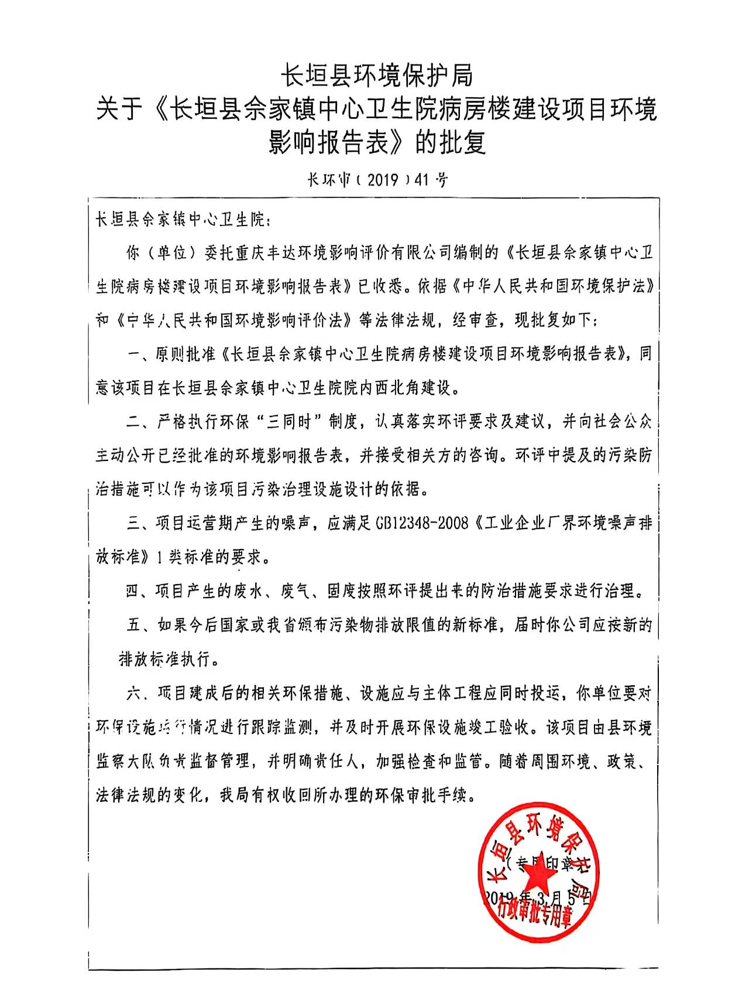 长垣县环境保护局
关于《长垣县佘家镇中心卫生院病房楼建设项目环境
影响报告表》的批复
长环审（2019）41 号
长垣县佘家镇中心卫生院：
你（单位）委托重庆丰达环境影响评价有限公司编制的《长垣县佘家镇中心卫
生院病房楼建设项目环境影响报告表》已收悉。依据《中华人民共和国环境保护法》
和《中华人民共和国环境影响评价法》等法律法规，经审查，现批复如下：
一、原则批准《长垣县佘家镇中心卫生院病房楼建设项目环境影响报告表》，同
意该项目在长垣县佘家镇中心卫生院院内西北角建设。
二、严格执行环保“三同时”制度，认真落实环评要求及建议，并向社会公众
主动公开已经批准的环境影响报告表，并接受相关方的咨询。环评中提及的污染防
治措施可以作为该项目污染治理设施设计的依据。
三、项目运营期产生的噪声，应满足 GB12348-2008《工业企业厂界环境噪声排
放标准》1 类标准的要求。
四、项目产生的废水、废气、固废按照环评提出来的防治措施要求进行治理。
五、如果今后国家或我省颁布污染物排放限值的新标准，届时你公司应按新的
排放标准执行。
六、项目建成后的相关环保措施、设施应与主体工程应同时投运，你单位要对
环保设施运行情况进行跟踪监测，并及时开展环保设施竣工验收。该项目由县环境
监察大队负责监督管理，并明确责任人，加强检查和监管。随着周围环境、政策、
法律法规的变化，我局有权收回所办理的环保审批手续。
长垣县环境保护局
（专用印章）
2019 年 3 月 5 日
行政审批专用章